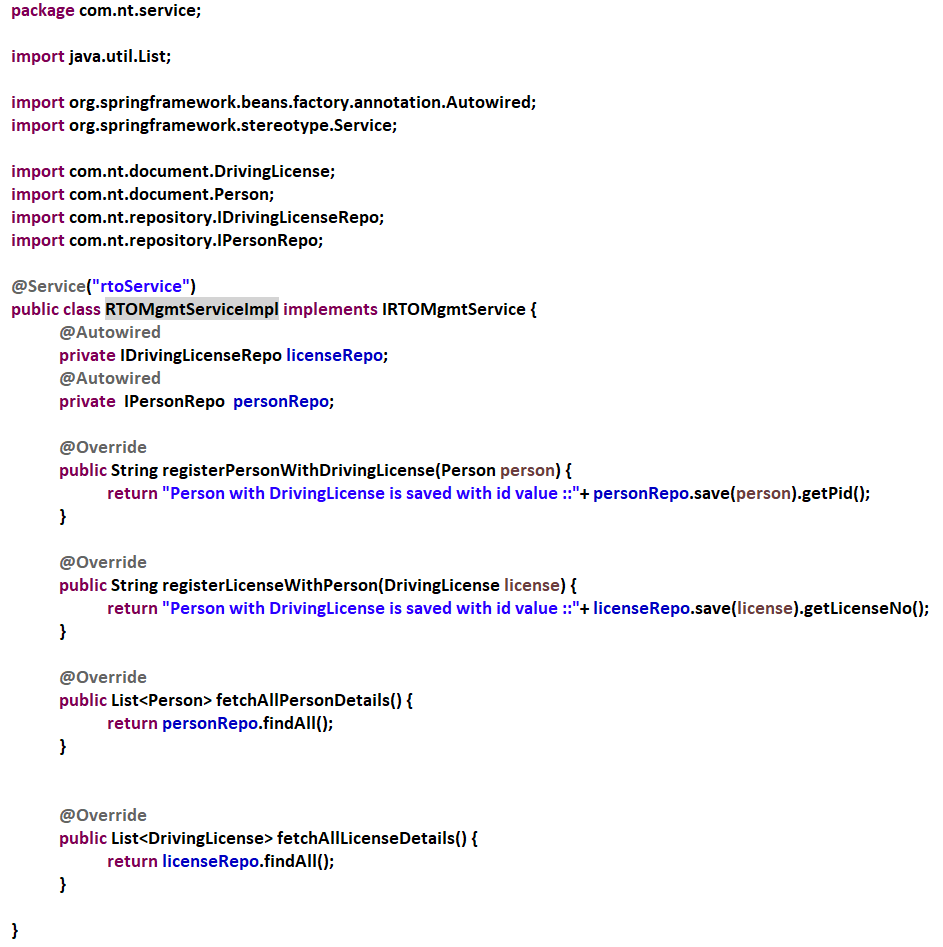 package com.nt.service;
import java.util.List;
import org.springframework.beans.factory.annotation.Autowired;
import org.springframework.stereotype.Service;
import com.nt.document.DrivingLicense;
import com.nt.document.Person;
import com.nt.repository.IDrivingLicenseRepo;
import com.nt.repository.IPersonRepo;
@Service("rtoService")
public class RTOMgmtServiceImpl implements IRTOMgmtService {
@Autowired
private IDrivingLicenseRepo licenseRepo;
@Autowired
private IPersonRepo personRepo;
@Override
public String registerPersonWithDrivingLicense(Person person) {
return "Person with DrivingLicense is saved with id value ::"+ personRepo.save(person).getPid();
}
@Override
public String registerLicenseWithPerson(DrivingLicense license) {
return "Person with DrivingLicense is saved with id value ::"+ licenseRepo.save(license).getLicenseNo();
}
@Override
public List<Person> fetchAllPersonDetails() {
return personRepo.findAll();
}
@Override
public List<DrivingLicense> fetchAllLicenseDetails() {
return licenseRepo.findAll();
}
}